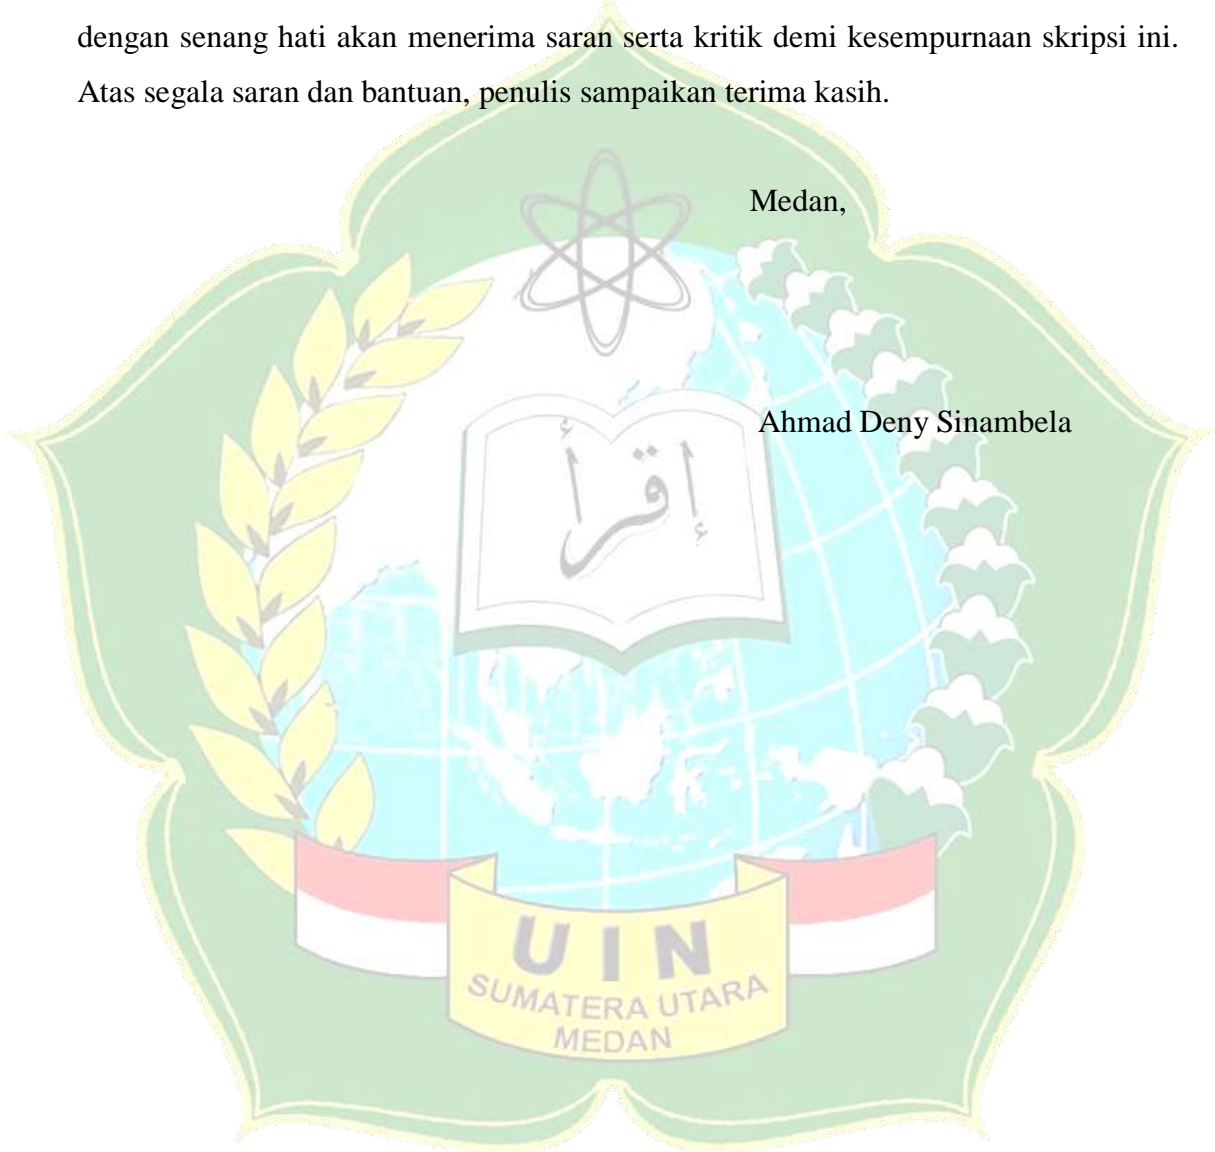 dengan senang hati akan menerima saran serta kritik demi kesempurnaan skripsi ini.
Atas segala saran dan bantuan, penulis sampaikan terima kasih.
Medan,
Ahmad Deny Sinambela
إقرأ
UIN
SUMATERA UTARA
MEDAN